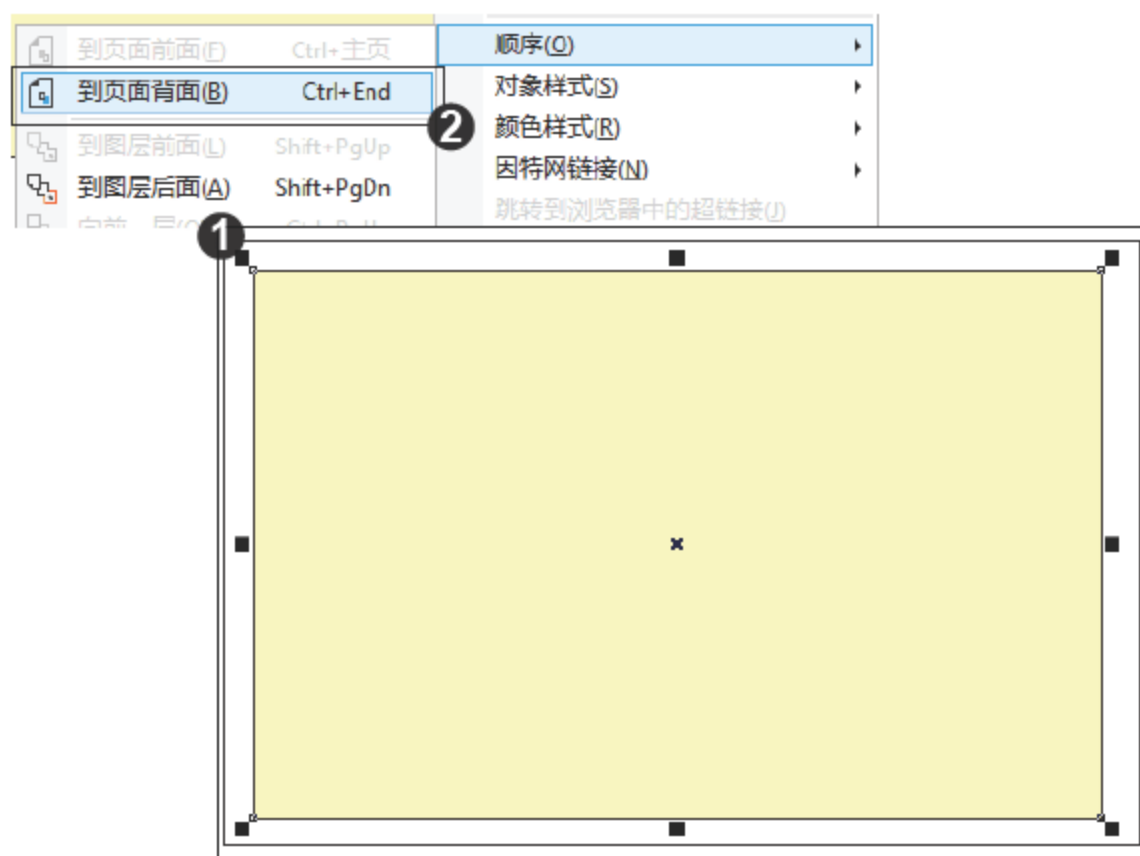 到页面前面(F) Ctrl+主页
到页面背面(B) Ctrl+End
到图层前面(L) Shift+PgUp
到图层后面(A) Shift+PgDn
顺序(O)
对象样式(S)
颜色样式(R)
因特网链接(N)
跳转到浏览器中的超链接(J)
2
1